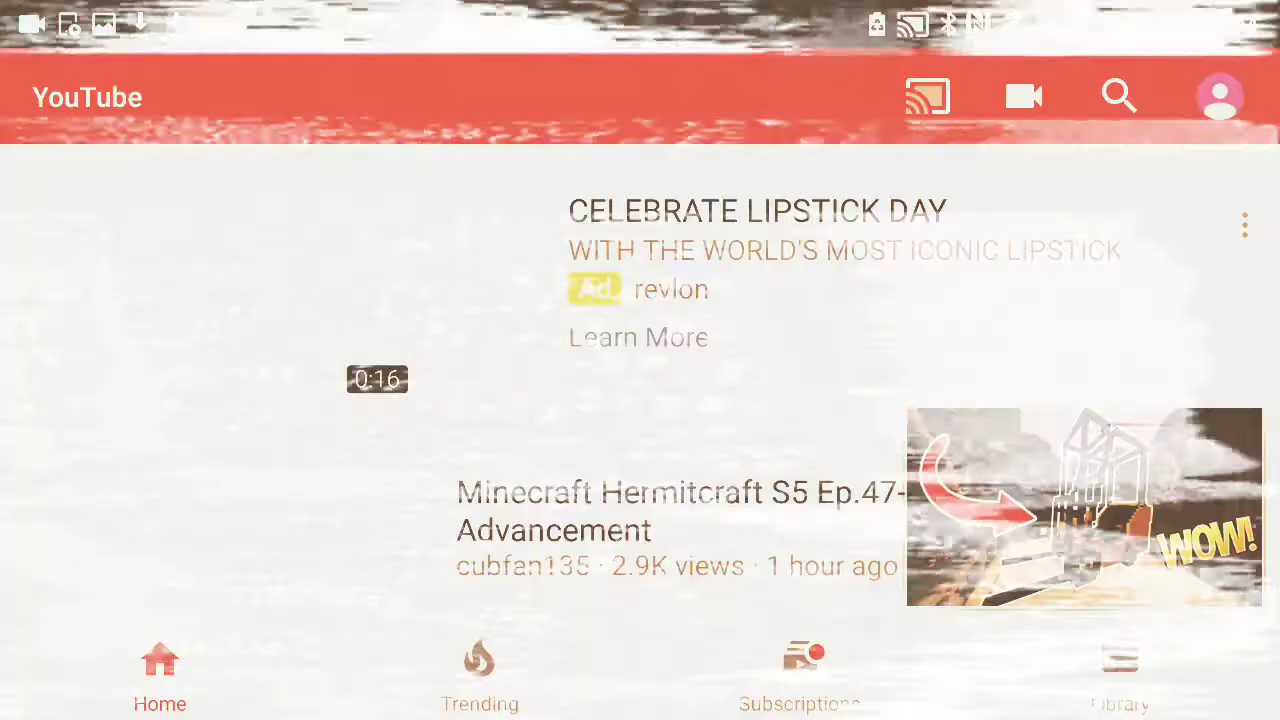 YouTube
CELEBRATE LIPSTICK DAY
WITH THE WORLD'S MOST ICONIC LIPSTICK
Ad revlon
Learn More
0:16
Minecraft Hermitcraft S5 Ep.47-
Advancement
cubfan135 · 2.9K views · 1 hour ago
WOW!
Home
Trending
Subscriptions
Library